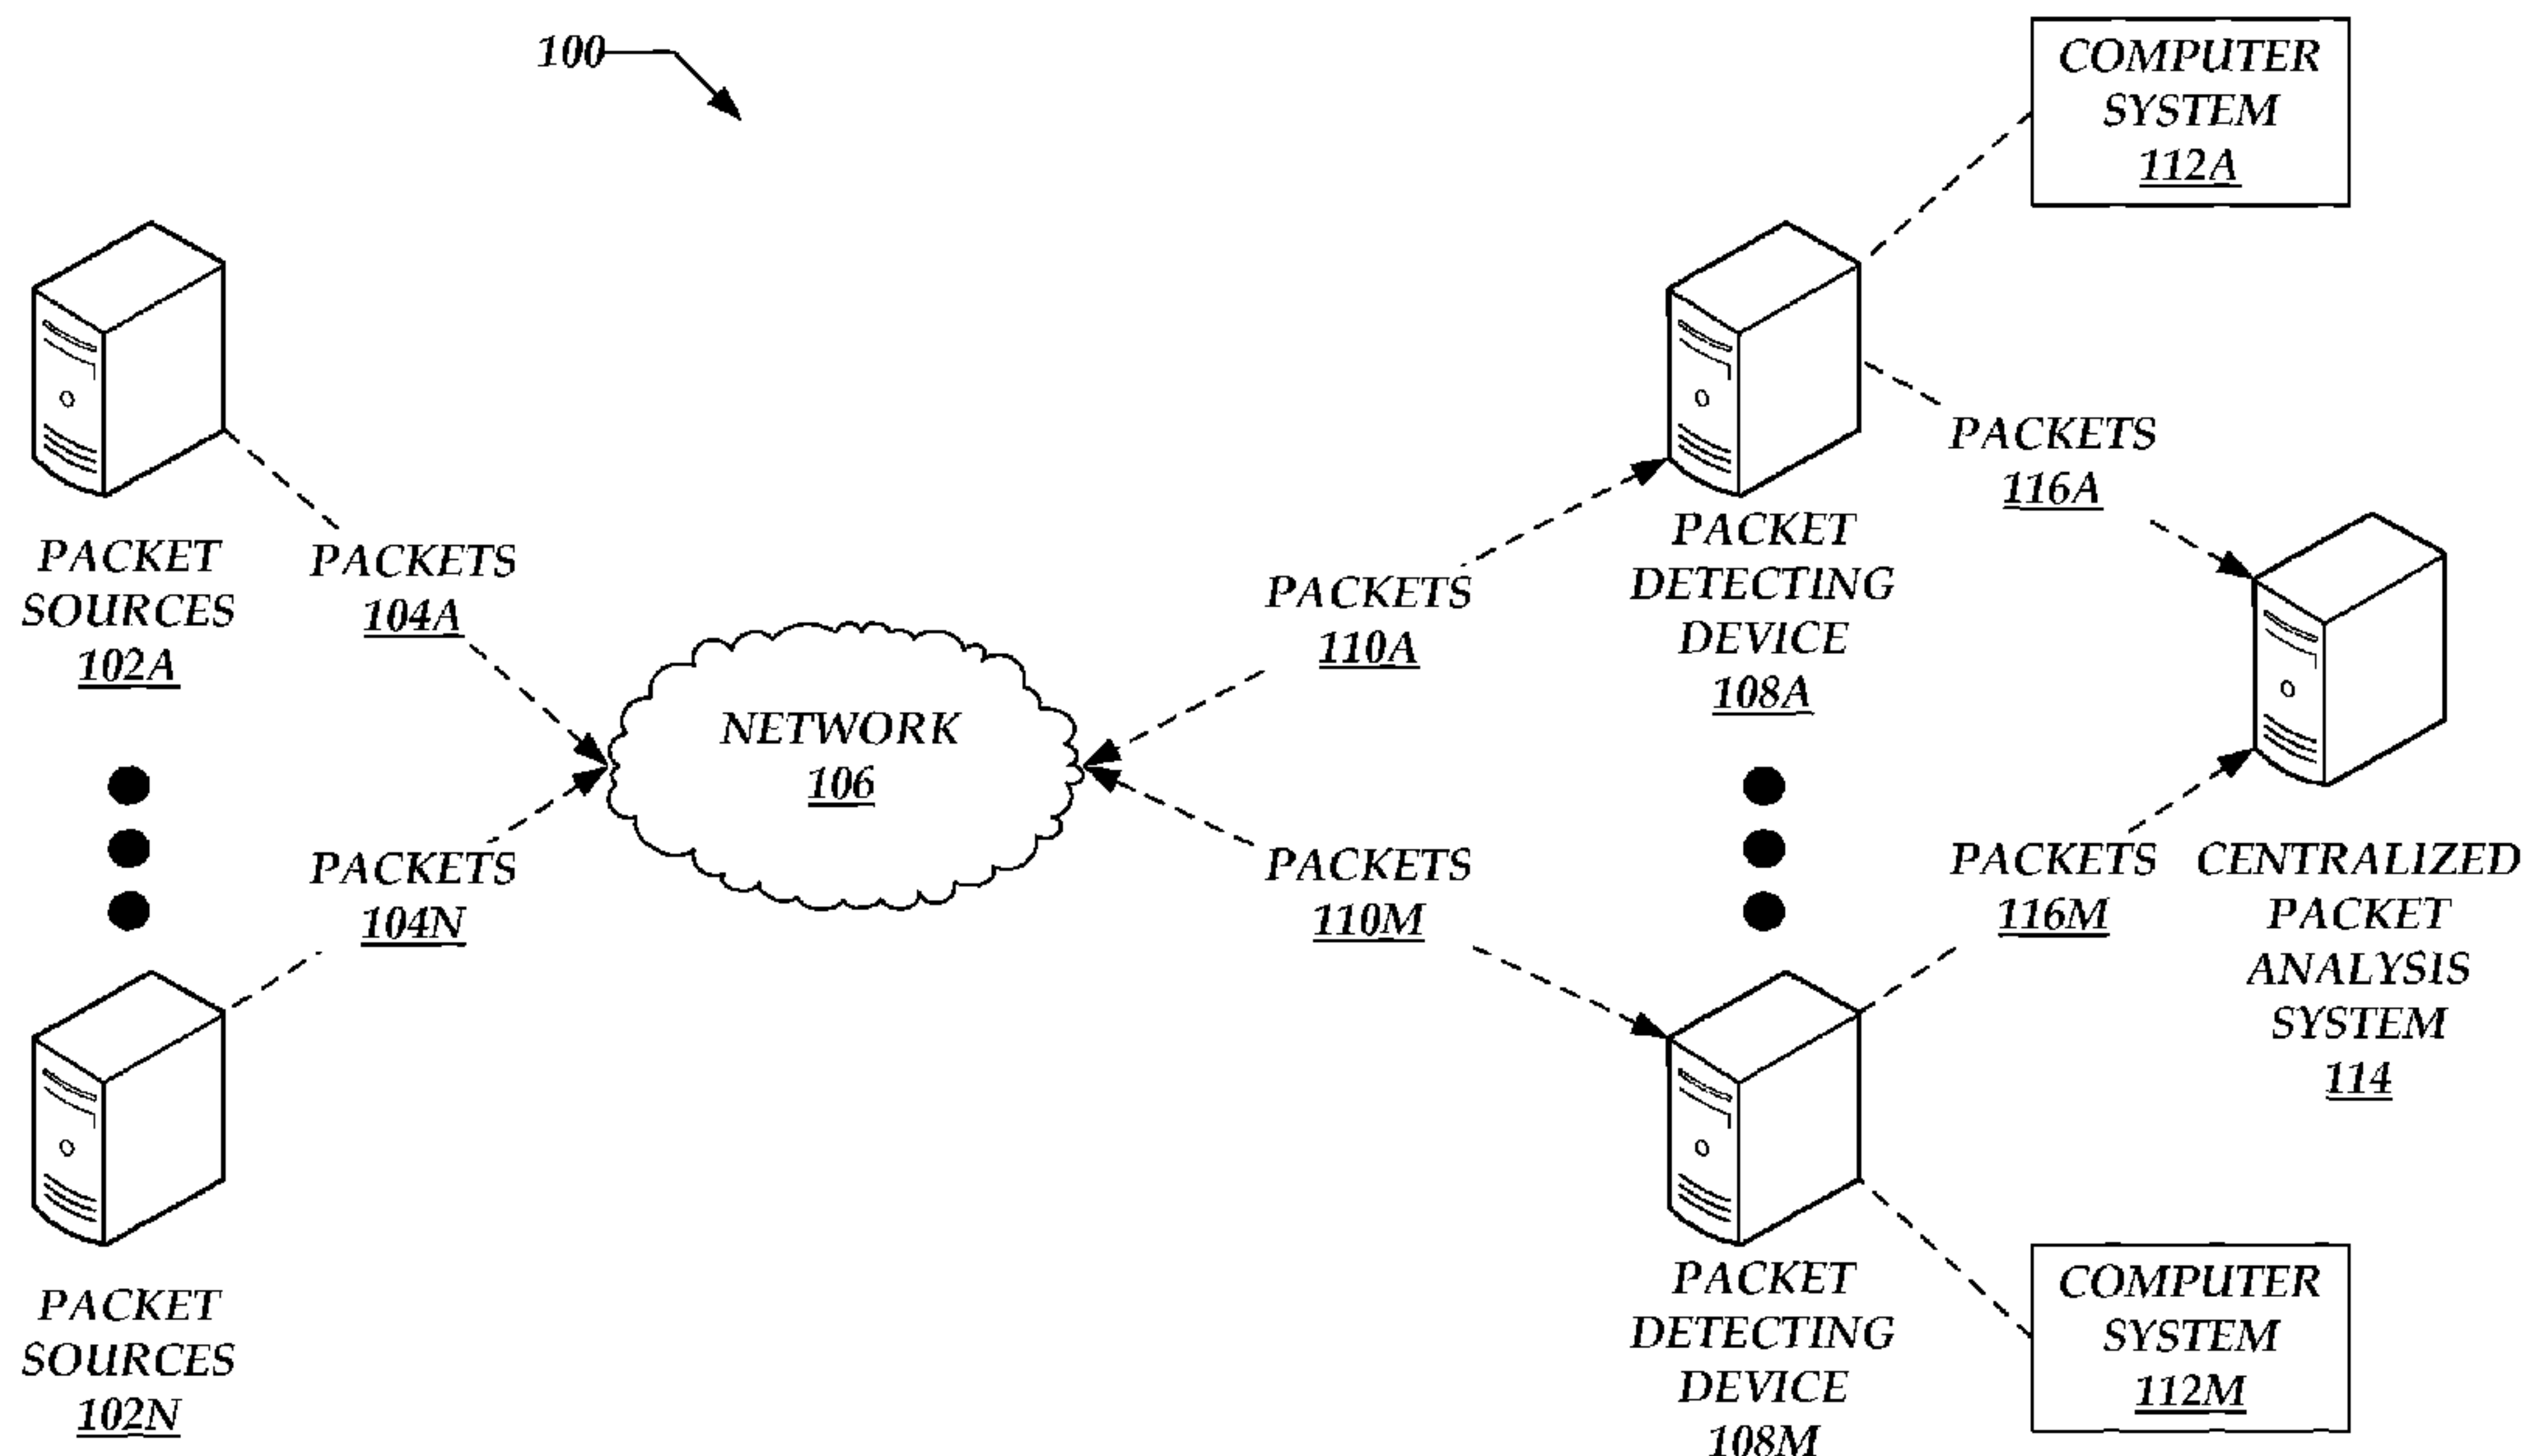 100
COMPUTER
SYSTEM
112A
PACKETS
116A
PACKET
SOURCES
102A
PACKETS
104A
PACKETS
110A
PACKET
DETECTING
DEVICE
108A
NETWORK
106
PACKETS
104N
PACKETS
110M
PACKETS
116M
CENTRALIZED
PACKET
ANALYSIS
SYSTEM
114
PACKET
SOURCES
102N
PACKET
DETECTING
DEVICE
108M
COMPUTER
SYSTEM
112M